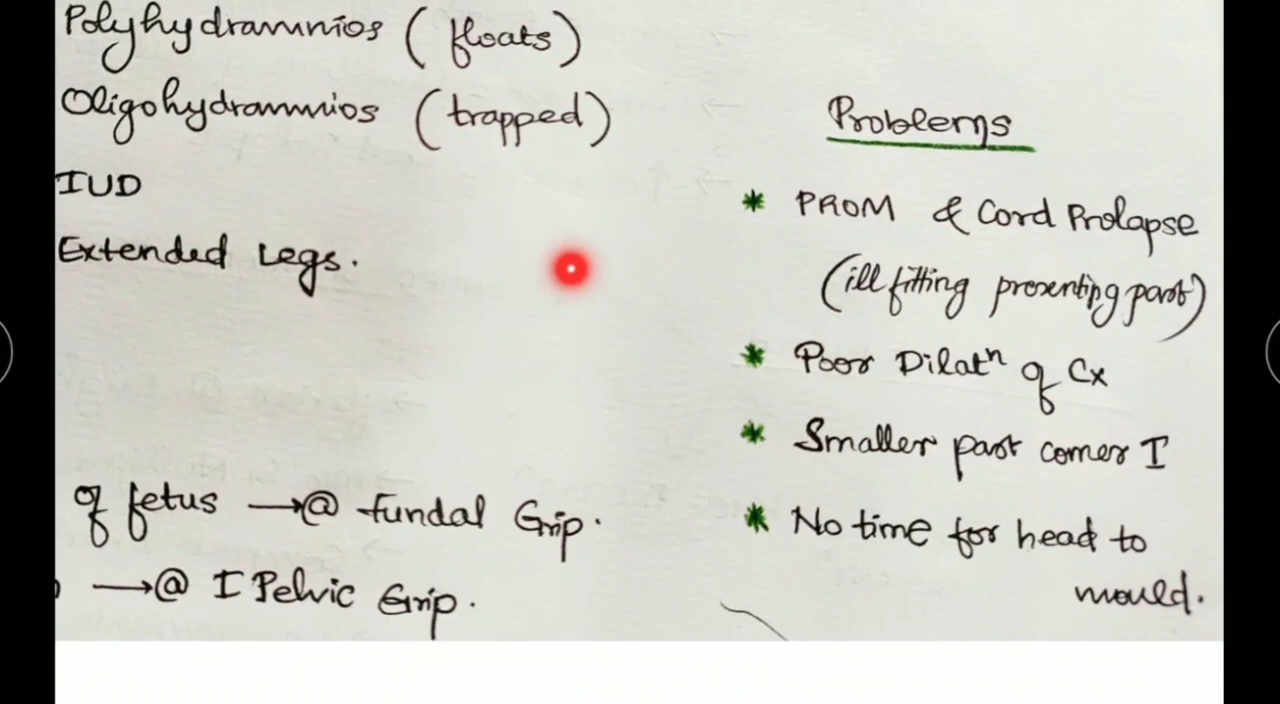 Polyhydramnios (floats)
Oligohydramnios (trapped)
IUD
Extended Legs.
of fetus → @ fundal Grip.
→ @ I Pelvic Grip.
Problems
* PROM & Cord Prolapse
(ill fitting presenting part)
* Poor Dilatⁿ of Cx
* Smaller part comes I
* No time for head to
mould.